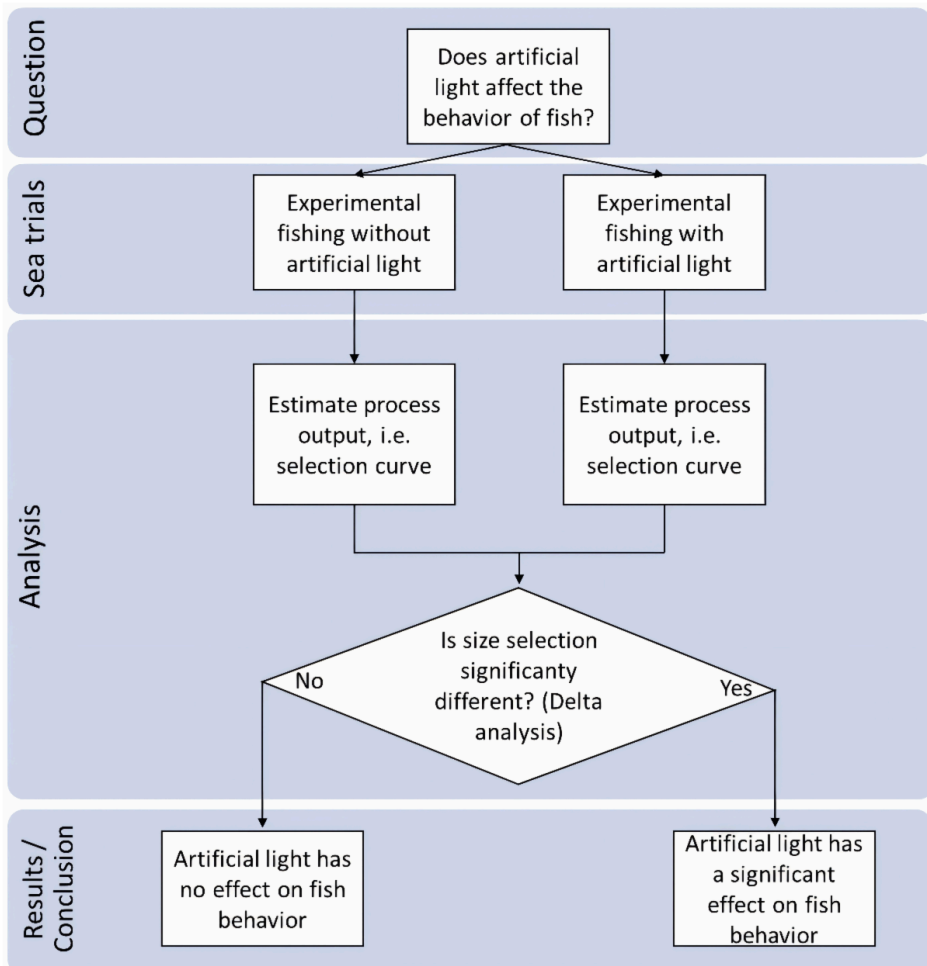 Question
Does artificial
light affect the
behavior of fish?
Sea trials
Experimental
fishing without
artificial light
Experimental
fishing with
artificial light
Analysis
Estimate process
output, i.e.
selection curve
Estimate process
output, i.e.
selection curve
Is size selection
significanty
different? (Delta
analysis)
No
Yes
Results /
Conclusion
Artificial light has
no effect on fish
behavior
Artificial light has
a significant
effect on fish
behavior